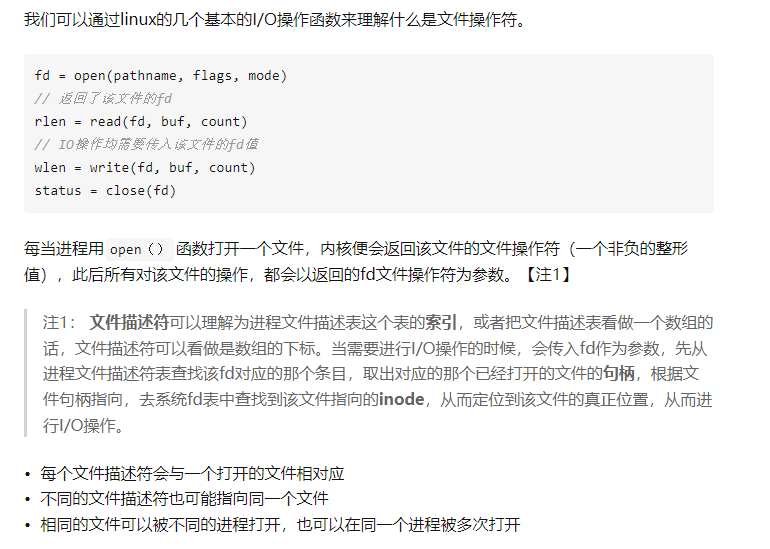 我们可以通过linux的几个基本的I/O操作函数来理解什么是文件操作符。
fd = open(pathname, flags, mode)
// 返回了该文件的fd
rlen = read(fd, buf, count)
// IO操作均需要传入该文件的fd值
wlen = write(fd, buf, count)
status = close(fd)
每当进程用 open（） 函数打开一个文件，内核便会返回该文件的文件操作符（一个非负的整形
值），此后所有对该文件的操作，都会以返回的fd文件操作符为参数。【注1】
注1： 文件描述符可以理解为进程文件描述表这个表的索引，或者把文件描述表看做一个数组的
话，文件描述符可以看做是数组的下标。当需要进行I/O操作的时候，会传入fd作为参数，先从
进程文件描述符表查找该fd对应的那个条目，取出对应的那个已经打开的文件的句柄，根据文
件句柄指向，去系统fd表中查找到该文件指向的inode，从而定位到该文件的真正位置，从而进
行I/O操作。
• 每个文件描述符会与一个打开的文件相对应
• 不同的文件描述符也可能指向同一个文件
• 相同的文件可以被不同的进程打开，也可以在同一个进程被多次打开